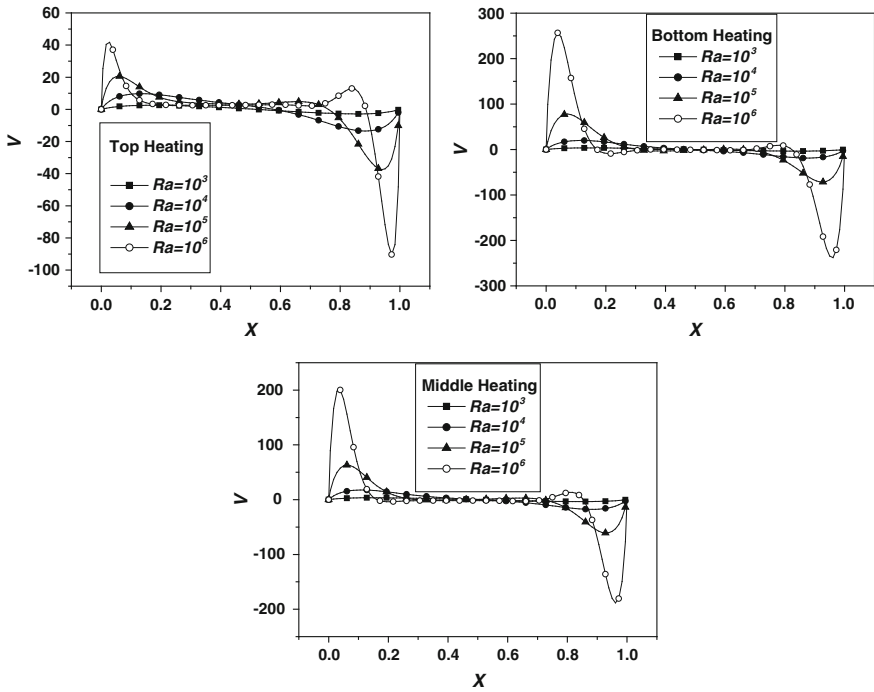 60
40
20
0
-20
-40
-60
-80
-100
V
Top Heating
Ra=10³
Ra=10⁴
Ra=10⁵
Ra=10⁶
0.0 0.2 0.4 0.6 0.8 1.0
X
300
200
100
0
-100
-200
-300
V
Bottom Heating
Ra=10³
Ra=10⁴
Ra=10⁵
Ra=10⁶
0.0 0.2 0.4 0.6 0.8 1.0
X
200
100
0
-100
-200
V
Middle Heating
Ra=10³
Ra=10⁴
Ra=10⁵
Ra=10⁶
0.0 0.2 0.4 0.6 0.8 1.0
X